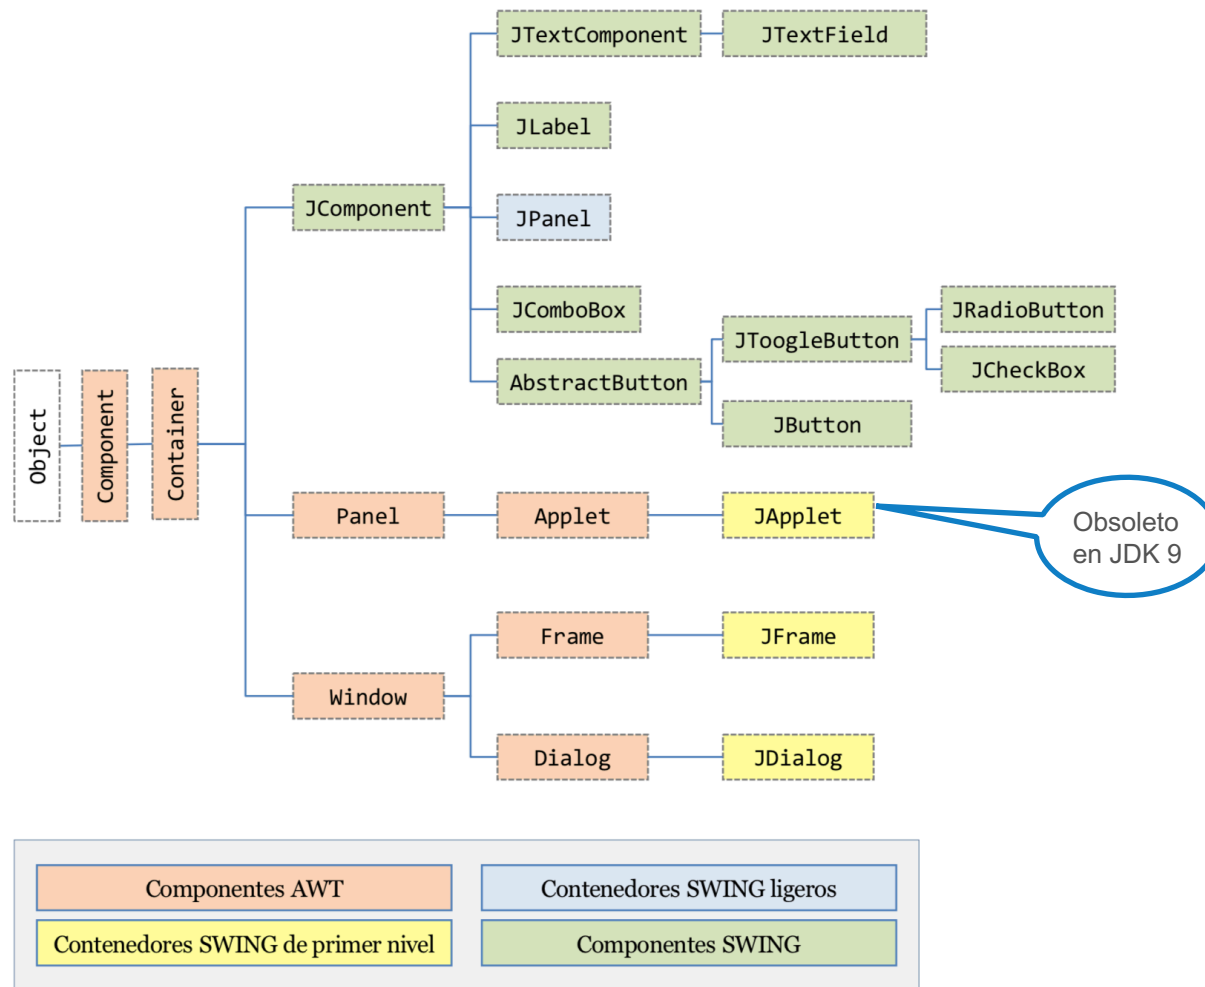 JTextComponent
JTextField
JLabel
JComponent
JPanel
JComboBox
JRadioButton
JToogleButton
AbstractButton
JCheckBox
JButton
Object
Component
Container
Panel
Applet
JApplet
Obsoleto
en JDK 9
Frame
JFrame
Window
Dialog
JDialog
Componentes AWT
Contenedores SWING ligeros
Contenedores SWING de primer nivel
Componentes SWING